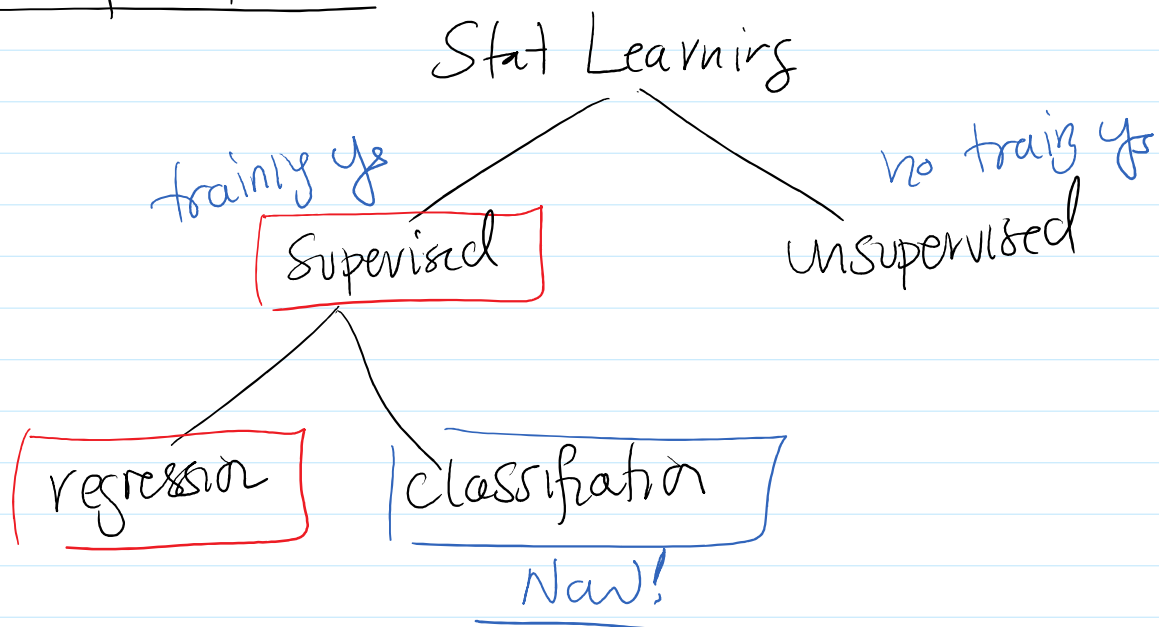 Stat Learning
training ys
no training ys
Supervised
unsupervised
regression
classification
Now!